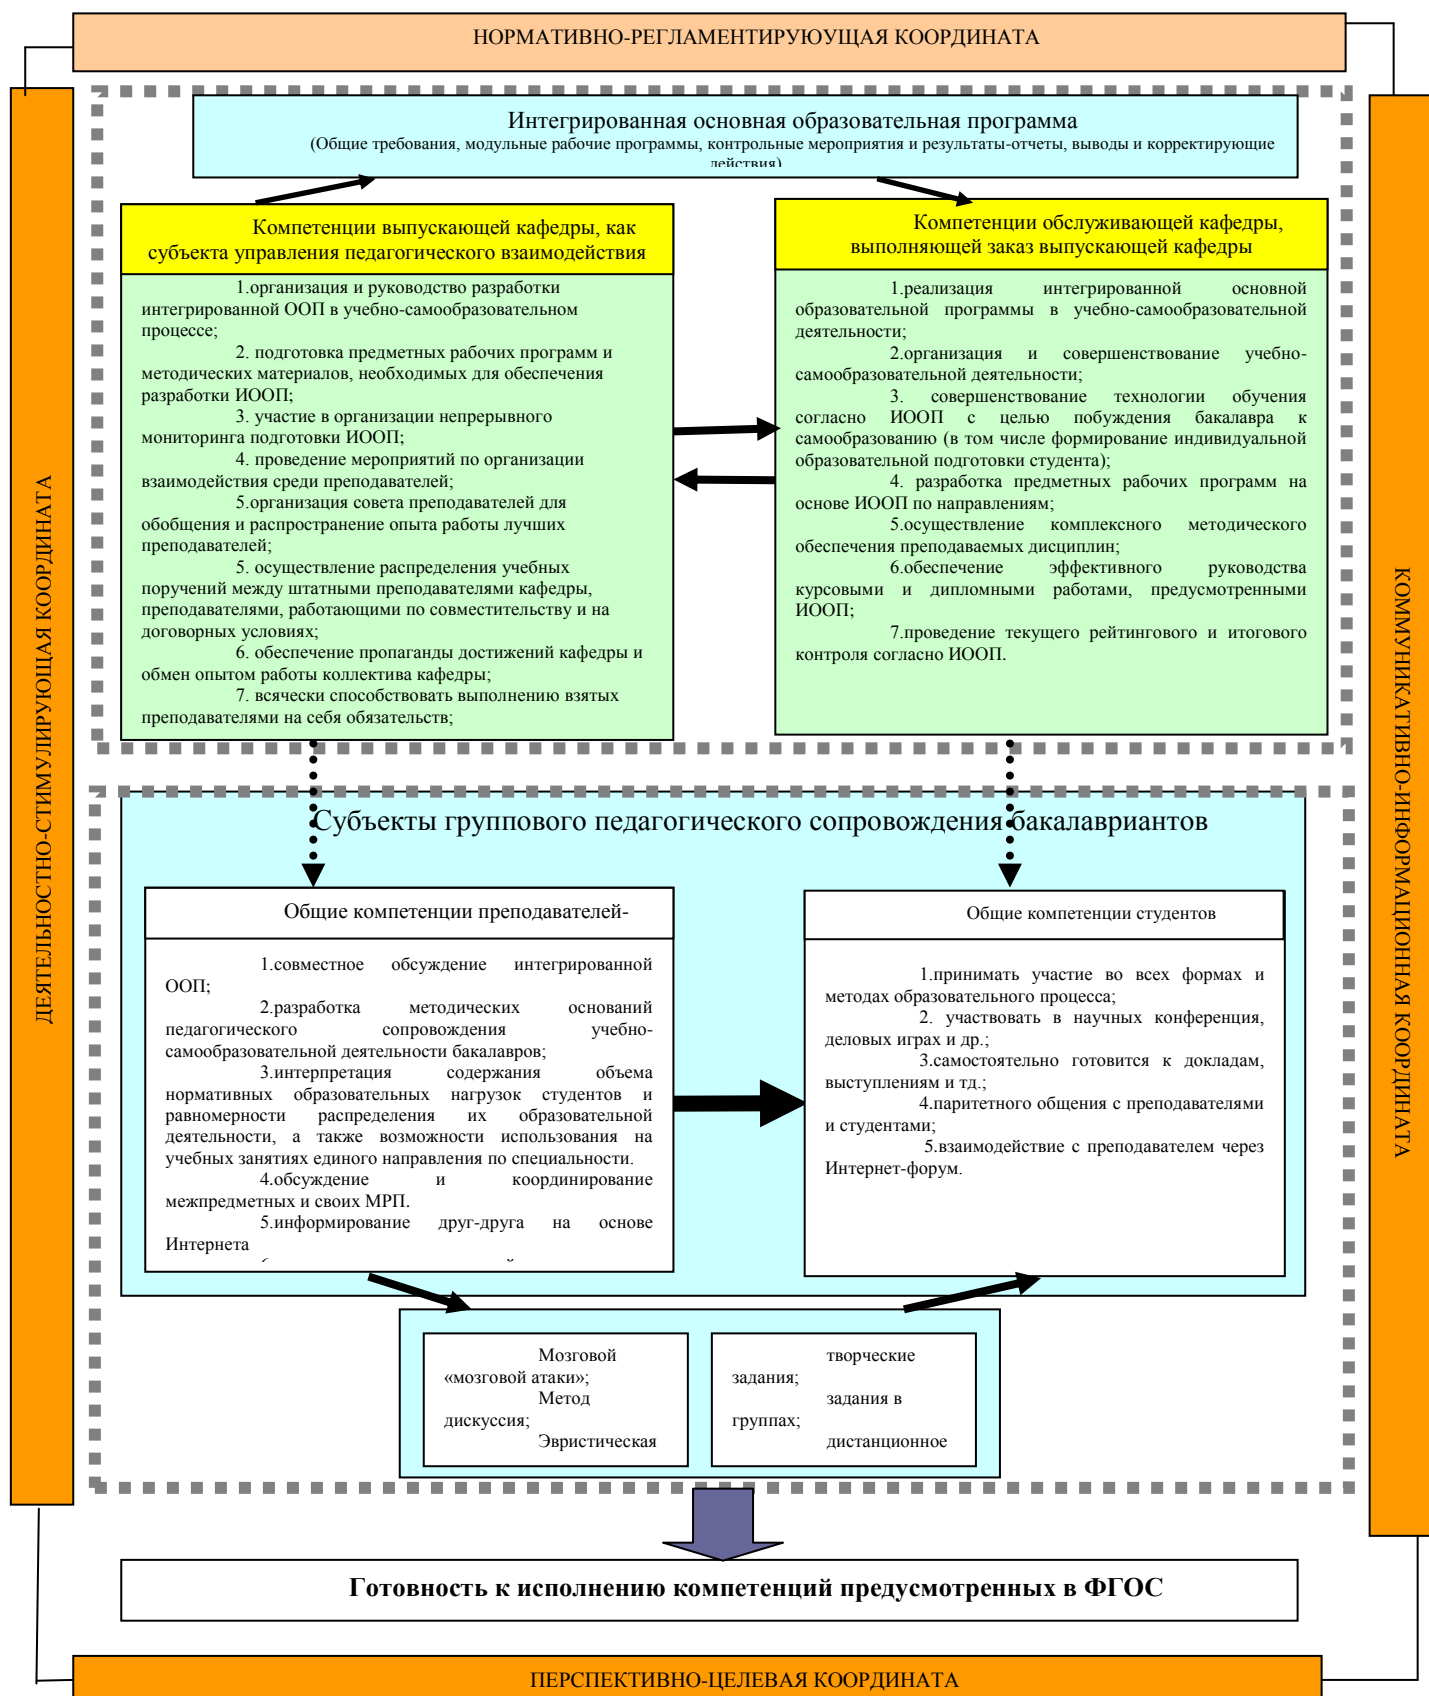 НОРМАТИВНО-РЕГЛАМЕНТИРУЮУЩАЯ КООРДИНАТА
ДЕЯТЕЛЬНОСТНО-СТИМУЛИРУЮЩАЯ КООРДИНАТА
Интегрированная основная образовательная программа
(Общие требования, модульные рабочие программы, контрольные мероприятия и результаты-отчеты, выводы и корректирующие
действия)
Компетенции выпускающей кафедры, как
субъекта управления педагогического взаимодействия
1.организация и руководство разработки
интегрированной ООП в учебно-самообразовательном
процессе;
2. подготовка предметных рабочих программ и
методических материалов, необходимых для обеспечения
разработки ИООП;
3. участие в организации непрерывного
мониторинга подготовки ИООП;
4. проведение мероприятий по организации
взаимодействия среди преподавателей;
5.организация совета преподавателей для
обобщения и распространение опыта работы лучших
преподавателей;
5. осуществление распределения учебных
поручений между штатными преподавателями кафедры,
преподавателями, работающими по совместительству и на
договорных условиях;
6. обеспечение пропаганды достижений кафедры и
обмен опытом работы коллектива кафедры;
7. всячески способствовать выполнению взятых
преподавателями на себя обязательств;
Компетенции обслуживающей кафедры,
выполняющей заказ выпускающей кафедры
1.реализация интегрированной основной
образовательной программы в учебно-самообразовательной
деятельности;
2.организация и совершенствование учебно-
самообразовательной деятельности;
3. совершенствование технологии обучения
согласно ИООП с целью побуждения бакалавра к
самообразованию (в том числе формирование индивидуальной
образовательной подготовки студента);
4. разработка предметных рабочих программ на
основе ИООП по направлениям;
5.осуществление комплексного методического
обеспечения преподаваемых дисциплин;
6.обеспечение эффективного руководства
курсовыми и дипломными работами, предусмотренными
ИООП;
7.проведение текущего рейтингового и итогового
контроля согласно ИООП.
КОММУНИКАТИВНО-ИНФОРМАЦИОННАЯ КООРДИНАТА
Субъекты группового педагогического сопровождения бакалавриантов
Общие компетенции преподавателей-
1.совместное обсуждение интегрированной
ООП;
2.разработка методических оснований
педагогического сопровождения учебно-
самообразовательной деятельности бакалавров;
3.интерпретация содержания объема
нормативных образовательных нагрузок студентов и
равномерности распределения их образовательной
деятельности, а также возможности использования на
учебных занятиях единого направления по специальности.
4.обсуждение и координирование
межпредметных и своих МРП.
5.информирование друг-друга на основе
Интернета
Общие компетенции студентов
1.принимать участие во всех формах и
методах образовательного процесса;
2. участвовать в научных конференция,
деловых играх и др.;
3.самостоятельно готовится к докладам,
выступлениям и тд.;
4.паритетного общения с преподавателями
и студентами;
5.взаимодействие с преподавателем через
Интернет-форум.
Мозговой
«мозговой атаки»;
Метод
дискуссия;
Эвристическая
творческие
задания;
задания в
группах;
дистанционное
Готовность к исполнению компетенций предусмотренных в ФГОС
ПЕРСПЕКТИВНО-ЦЕЛЕВАЯ КООРДИНАТА